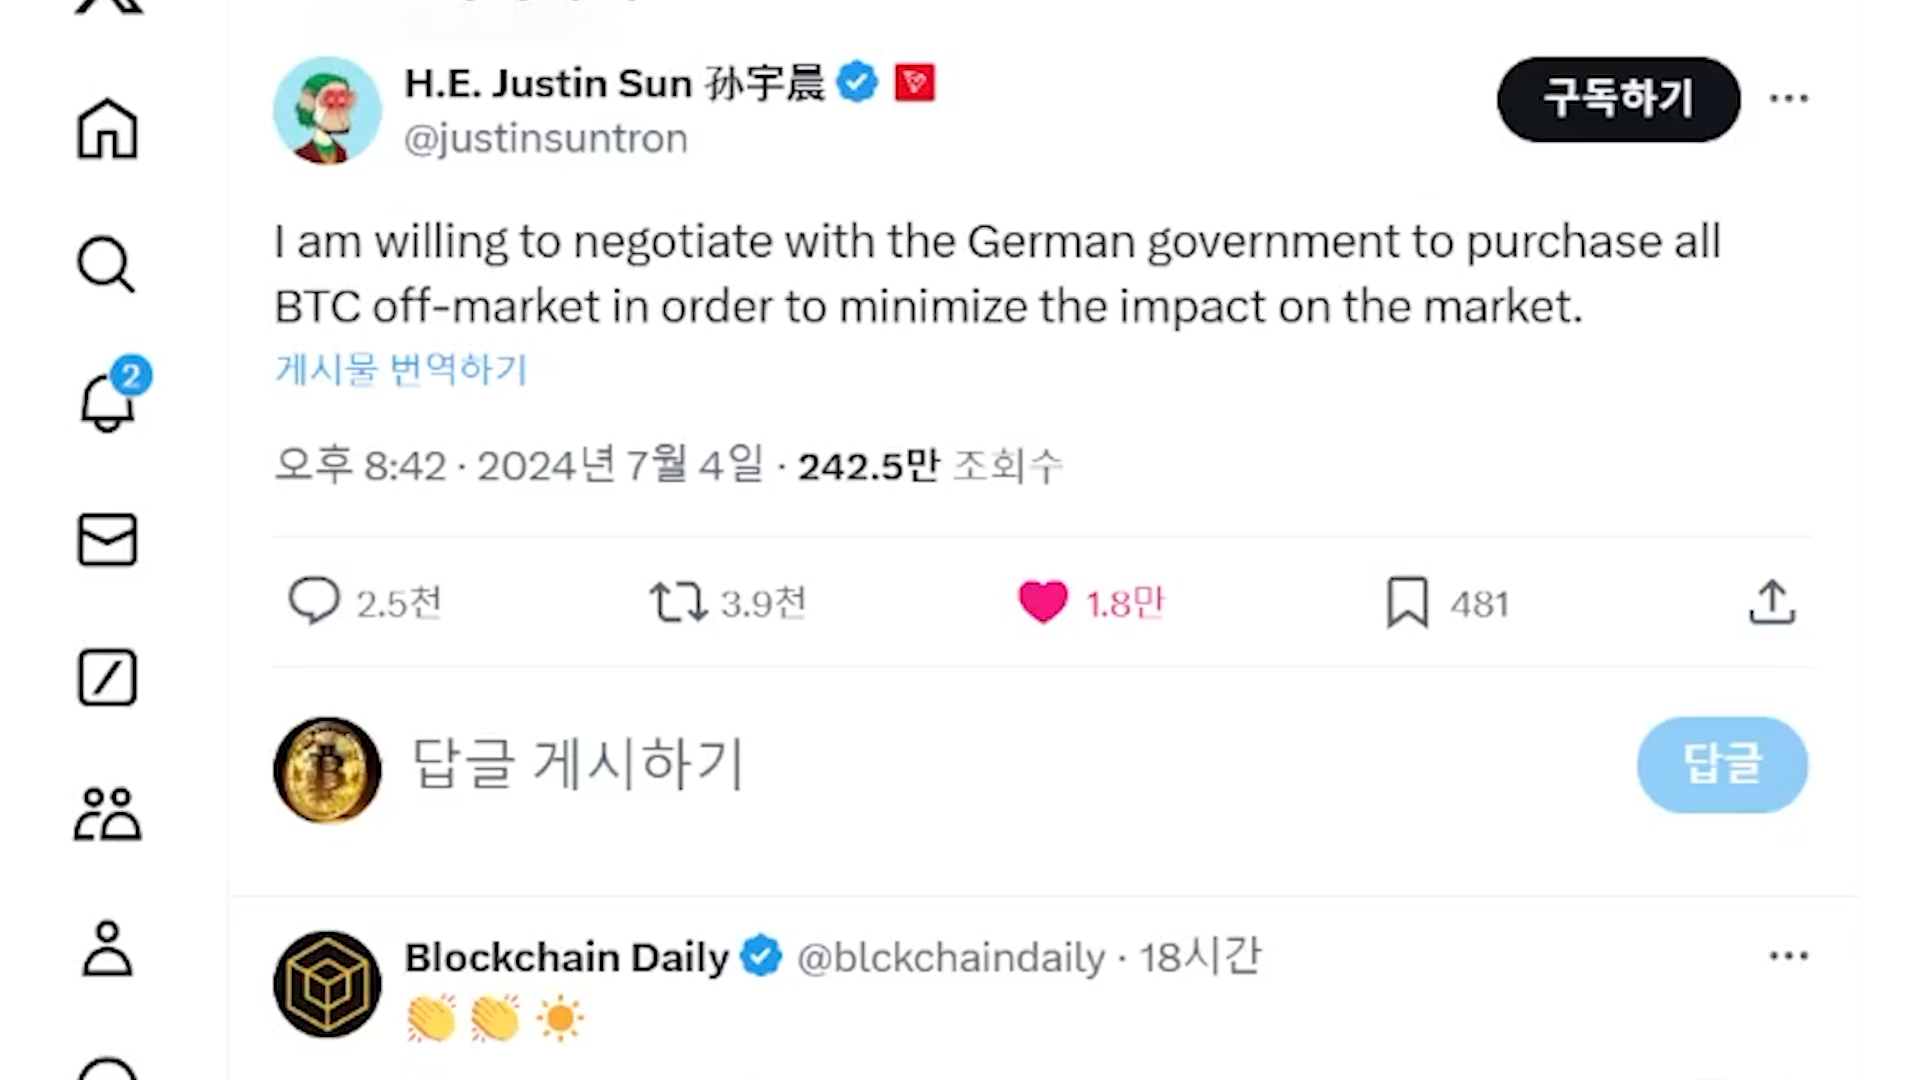 H.E. Justin Sun 孙宇晨
구독하기
@justinsuntron
I am willing to negotiate with the German government to purchase all
BTC off-market in order to minimize the impact on the market.
게시물 번역하기
2
오후 8:42 · 2024년 7월 4일 · 242.5만 조회수
2.5천 3.9천 1.8만 481
답글 게시하기
답글
Blockchain Daily @blckchaindaily · 18시간
👏 👏 ☀️